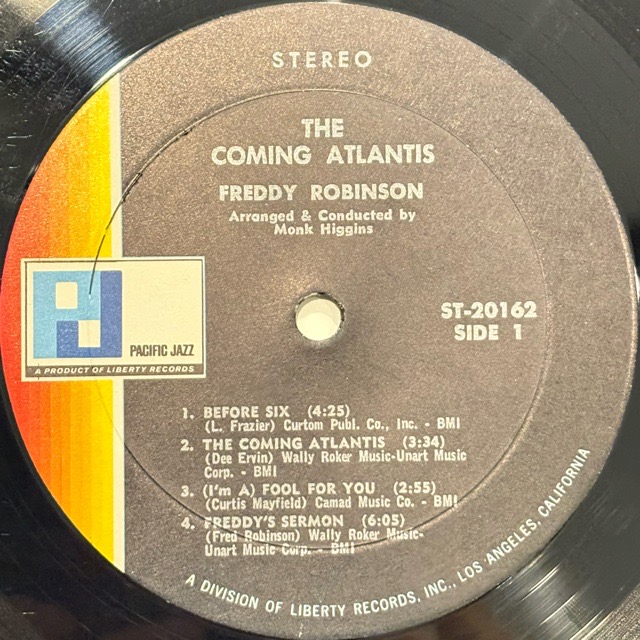 STEREO
THE
COMING ATLANTIS
FREDDY ROBINSON
Arranged & Conducted by
Monk Higgins
ST-20162
SIDE 1
PJ
PACIFIC JAZZ
A PRODUCT OF LIBERTY RECORDS
1. BEFORE SIX (4:25)
(L. Frazier) Curtom Publ. Co., Inc. - BMI
2. THE COMING ATLANTIS (3:34)
(Dee Ervin) Wally Roker Music-Unart Music
Corp. - BMI
3. (I'm A) FOOL FOR YOU (2:55)
(Curtis Mayfield) Camad Music Co. - BMI
4. FREDDY'S SERMON (6:05)
(Fred Robinson) Wally Roker Music-
Unart Music Corp. - BMI
A DIVISION OF LIBERTY RECORDS, INC., LOS ANGELES, CALIFORNIA